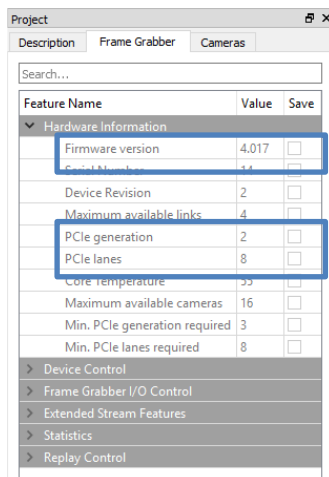 Project
Description Frame Grabber Cameras
Search...
Feature Name Value Save
Hardware Information
Firmware version 4.017
Serial Number 14
Device Revision 2
Maximum available links 4
PCIe generation 2
PCIe lanes 8
Core Temperature 55
Maximum available cameras 16
Min. PCIe generation required 3
Min. PCIe lanes required 8
Device Control
Frame Grabber I/O Control
Extended Stream Features
Statistics
Replay Control